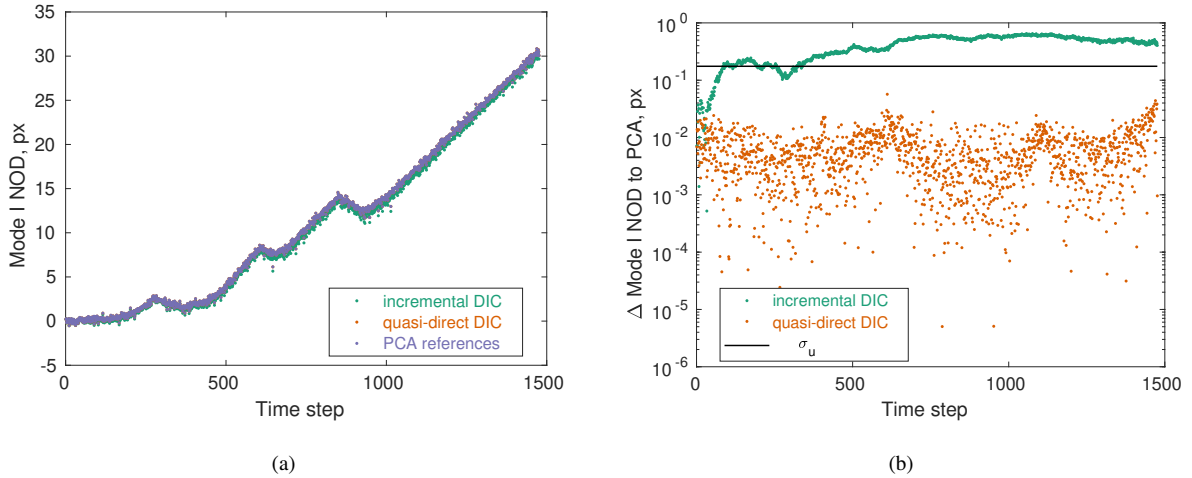 35
30
25
20
15
10
5
0
-5
Mode I NOD, px
incremental DIC
quasi-direct DIC
PCA references
0
500
1000
1500
Time step
(a)
10^0
10^-1
10^-2
10^-3
10^-4
10^-5
10^-6
Δ Mode I NOD to PCA, px
incremental DIC
quasi-direct DIC
σ_u
0
500
1000
1500
Time step
(b)